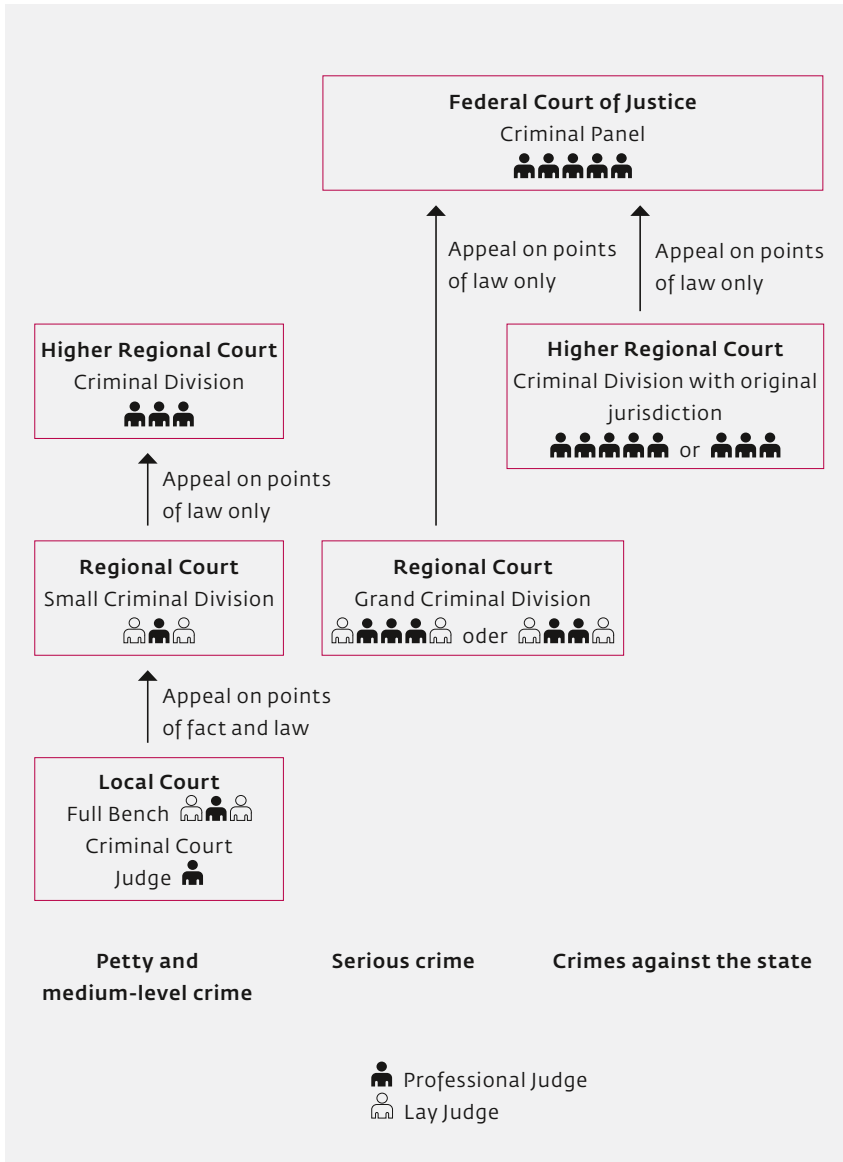 Federal Court of Justice
Criminal Panel
Appeal on points
of law only
Appeal on points
of law only
Higher Regional Court
Criminal Division
Higher Regional Court
Criminal Division with original
jurisdiction
or
Appeal on points
of law only
Regional Court
Small Criminal Division
Regional Court
Grand Criminal Division
oder
Appeal on points
of fact and law
Local Court
Full Bench
Criminal Court
Judge
Petty and
medium-level crime
Serious crime
Crimes against the state
Professional Judge
Lay Judge